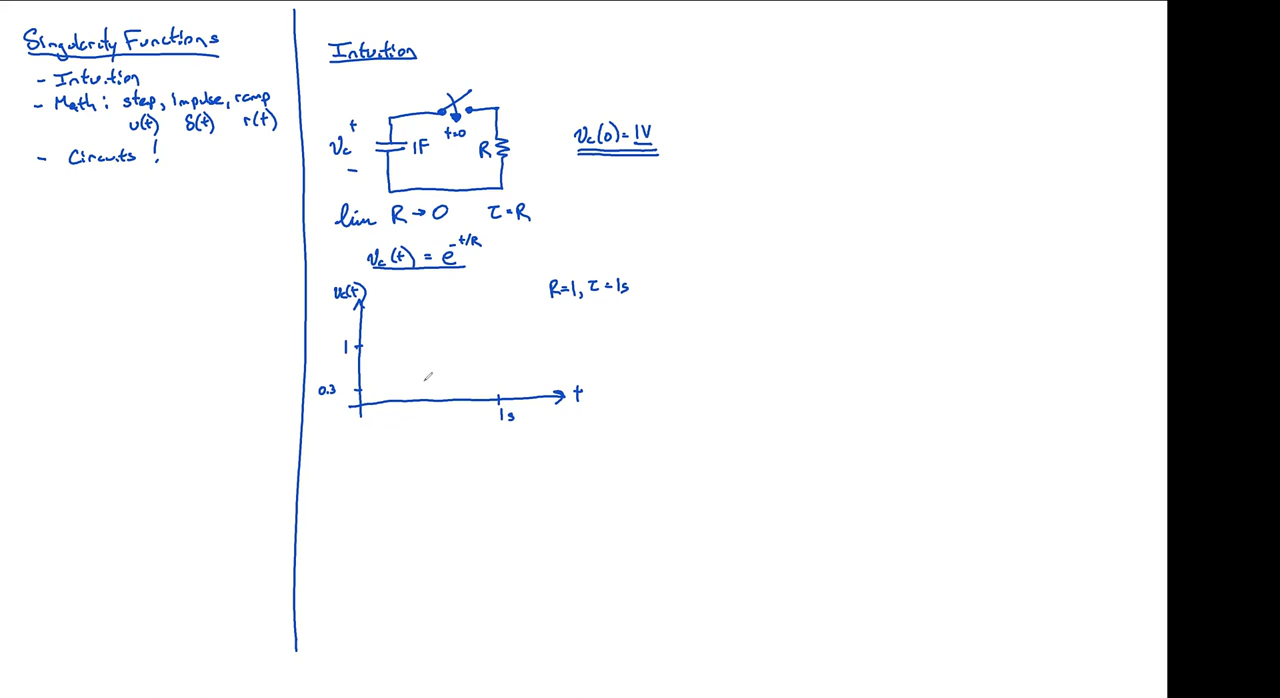 Singularity Functions
- Intuition
- Math: step, impulse, ramp
u(t) δ(t) r(t)
- Circuits!
Intuition
+
t=0
Vc 1F R
-
Vc(0)=1V
lim R→0 τ=R
Vc(t) = e^-t/R
Vc(t)
R=1, τ=1s
1
0.3
t
1s